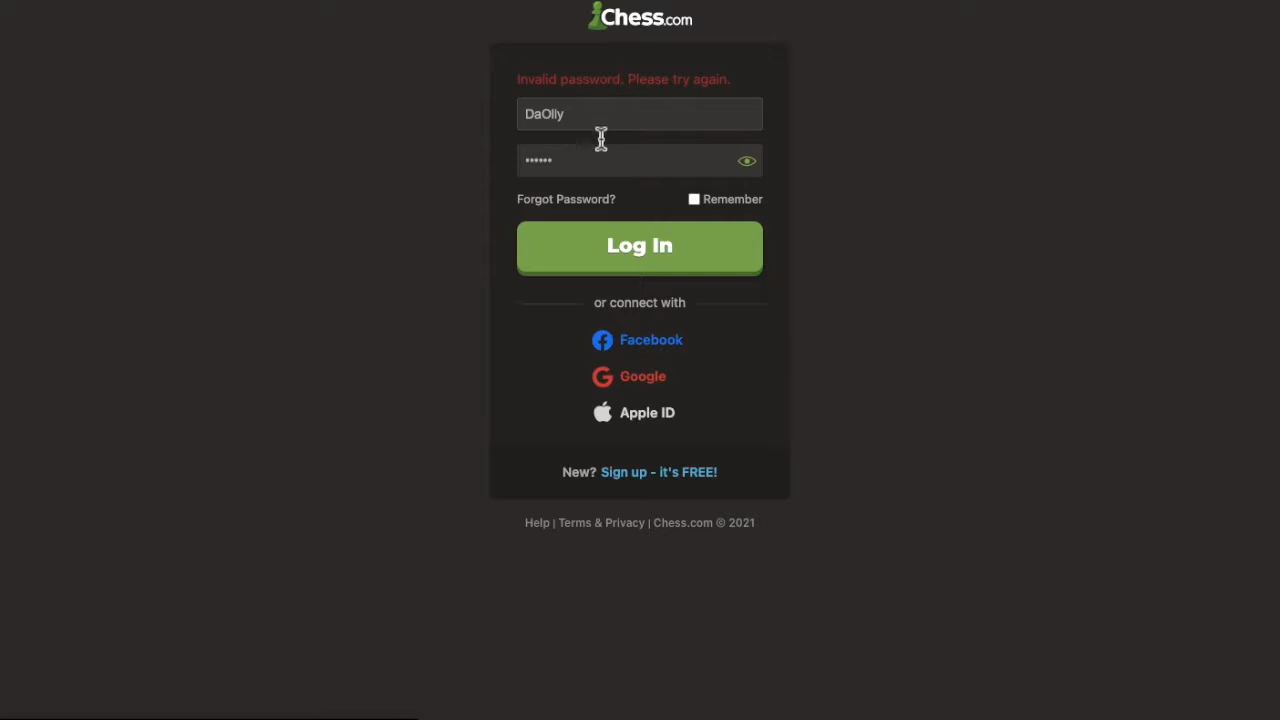 Chess.com
Invalid password. Please try again.
DaOlly
••••••
Forgot Password?
Remember
Log In
or connect with
Facebook
Google
Apple ID
New? Sign up - it's FREE!
Help | Terms & Privacy | Chess.com © 2021